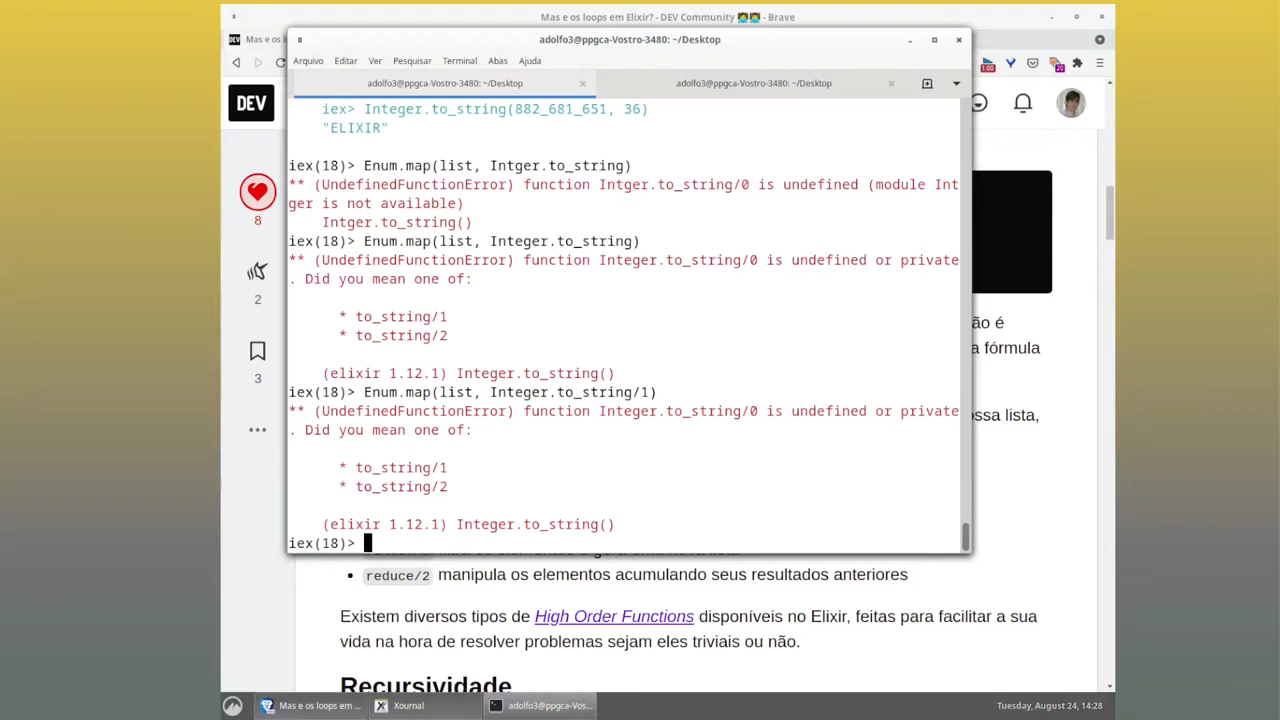 Mas e os loops em Elixir? - DEV Community 👩‍💻👨‍💻 - Brave
DEV Mas e os l
adolfo3@ppgca-Vostro-3480: ~/Desktop
Arquivo Editar Ver Pesquisar Terminal Abas Ajuda
1.00 20
adolfo3@ppgca-Vostro-3480: ~/Desktop × adolfo3@ppgca-Vostro-3480: ~/Desktop ×
DEV
iex> Integer.to_string(882_681_651, 36)
"ELIXIR"
iex(18)> Enum.map(list, Intger.to_string)
** (UndefinedFunctionError) function Intger.to_string/0 is undefined (module Int
ger is not available)
Intger.to_string()
8
iex(18)> Enum.map(list, Integer.to_string)
** (UndefinedFunctionError) function Integer.to_string/0 is undefined or private
. Did you mean one of:
2
* to_string/1
* to_string/2
ão é
a fórmula
(elixir 1.12.1) Integer.to_string()
3
iex(18)> Enum.map(list, Integer.to_string/1)
** (UndefinedFunctionError) function Integer.to_string/0 is undefined or private
ossa lista,
. Did you mean one of:
* to_string/1
* to_string/2
(elixir 1.12.1) Integer.to_string()
iex(18)>
• reduce/2 manipula os elementos acumulando seus resultados anteriores
Existem diversos tipos de High Order Functions disponíveis no Elixir, feitas para facilitar a sua
vida na hora de resolver problemas sejam eles triviais ou não.
Recursividade
Mas e os loops em ... Xournal adolfo3@ppgca-Vos... Tuesday, August 24, 14:28